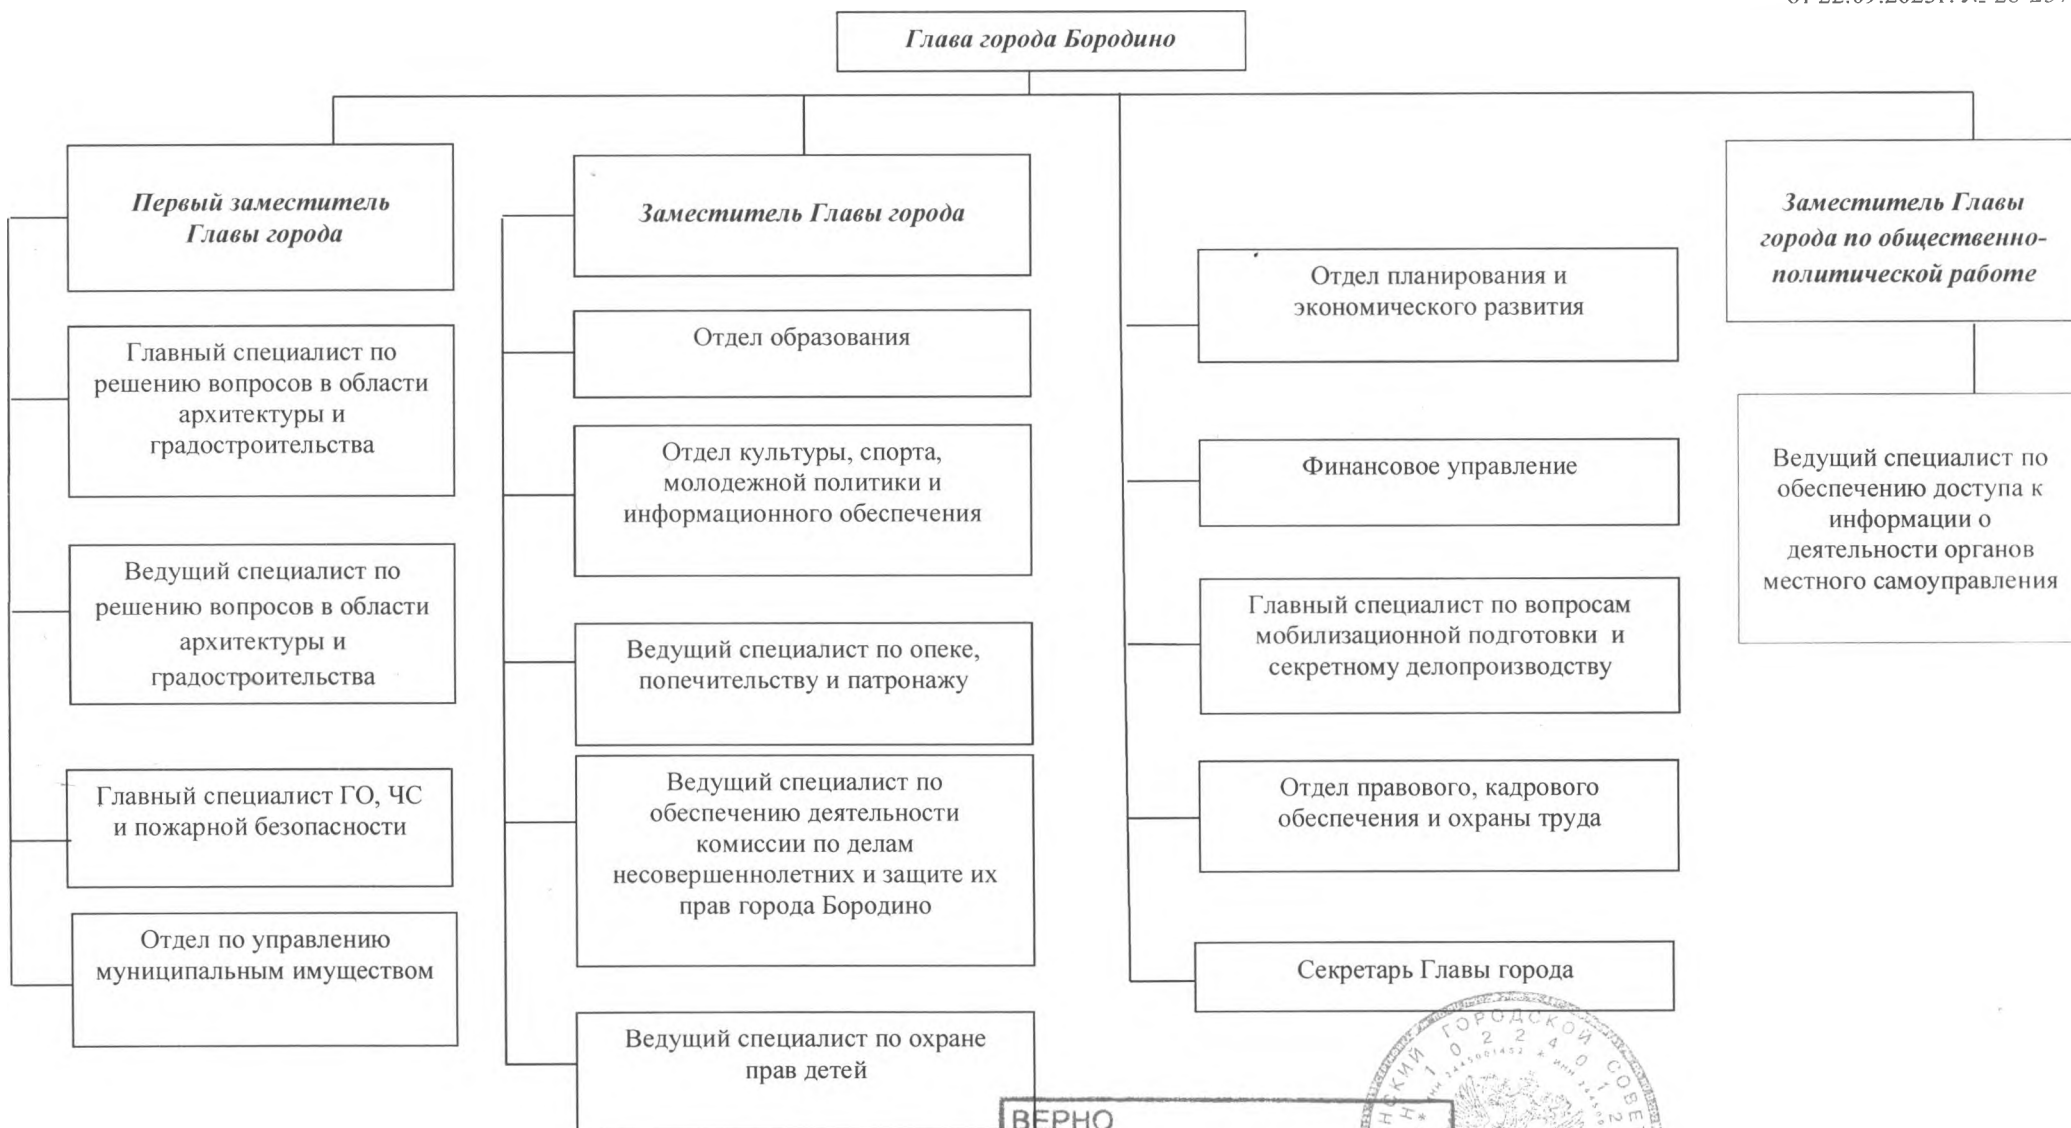 Глава города Бородино
Первый заместитель
Главы города
Главный специалист по
решению вопросов в области
архитектуры и
градостроительства
Ведущий специалист по
решению вопросов в области
архитектуры и
градостроительства
Главный специалист ГО, ЧС
и пожарной безопасности
Отдел по управлению
муниципальным имуществом
Заместитель Главы города
Отдел образования
Отдел культуры, спорта,
молодежной политики и
информационного обеспечения
Ведущий специалист по опеке,
попечительству и патронажу
Ведущий специалист по
обеспечению деятельности
комиссии по делам
несовершеннолетних и защите их
прав города Бородино
Ведущий специалист по охране
прав детей
Отдел планирования и
экономического развития
Финансовое управление
Главный специалист по вопросам
мобилизационной подготовки и
секретному делопроизводству
Отдел правового, кадрового
обеспечения и охраны труда
Секретарь Главы города
Заместитель Главы
города по общественно-
политической работе
Ведущий специалист по
обеспечению доступа к
информации о
деятельности органов
местного самоуправления
ВЕРНО
ГОРОДСКОЙ